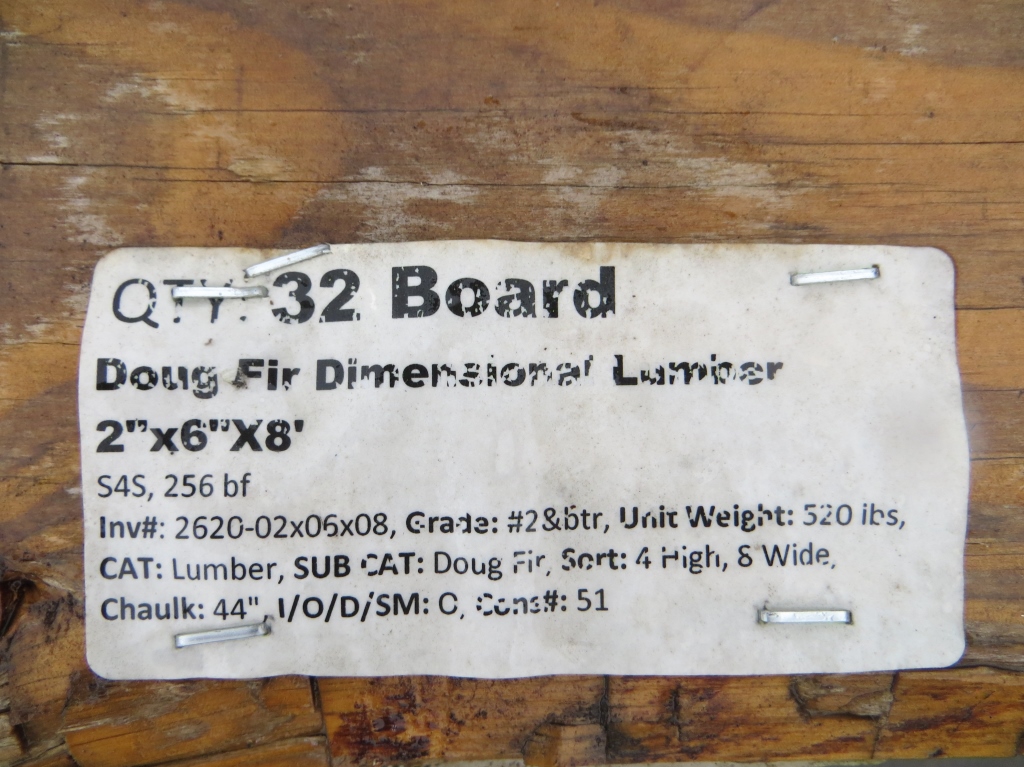 QTY: 32 Board
Doug Fir Dimensional Lumber
2"x6"X8'
S4S, 256 bf
Inv#: 2620-02x06x08, Grade: #2&btr, Unit Weight: 520 lbs,
CAT: Lumber, SUB CAT: Doug Fir, Sort: 4 High, 8 Wide,
Chaulk: 44", I/O/D/SM: O, Cons#: 51